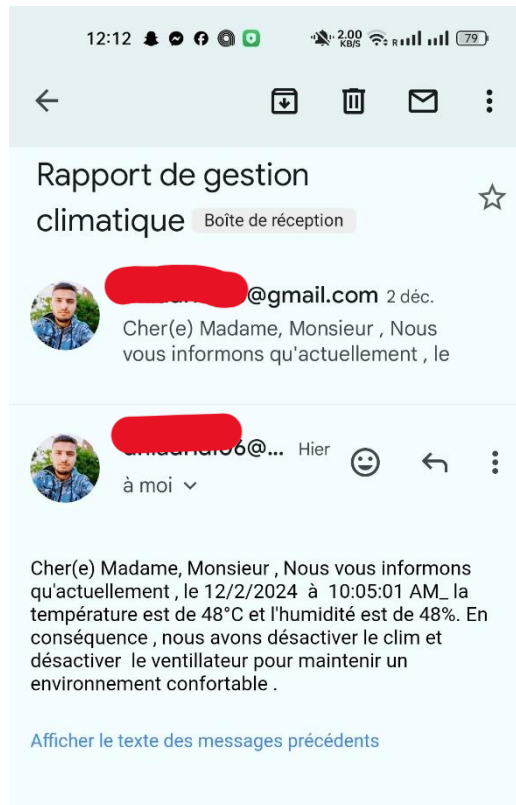 12:12 2.00 KB/S R 79
Rapport de gestion
climatique Boîte de réception
@gmail.com 2 déc.
Cher(e) Madame, Monsieur , Nous
vous informons qu'actuellement , le
6@... Hier
à moi
Cher(e) Madame, Monsieur , Nous vous informons
qu'actuellement , le 12/2/2024 à 10:05:01 AM_ la
température est de 48°C et l'humidité est de 48%. En
conséquence , nous avons désactiver le clim et
désactiver le ventillateur pour maintenir un
environnement confortable .
Afficher le texte des messages précédents